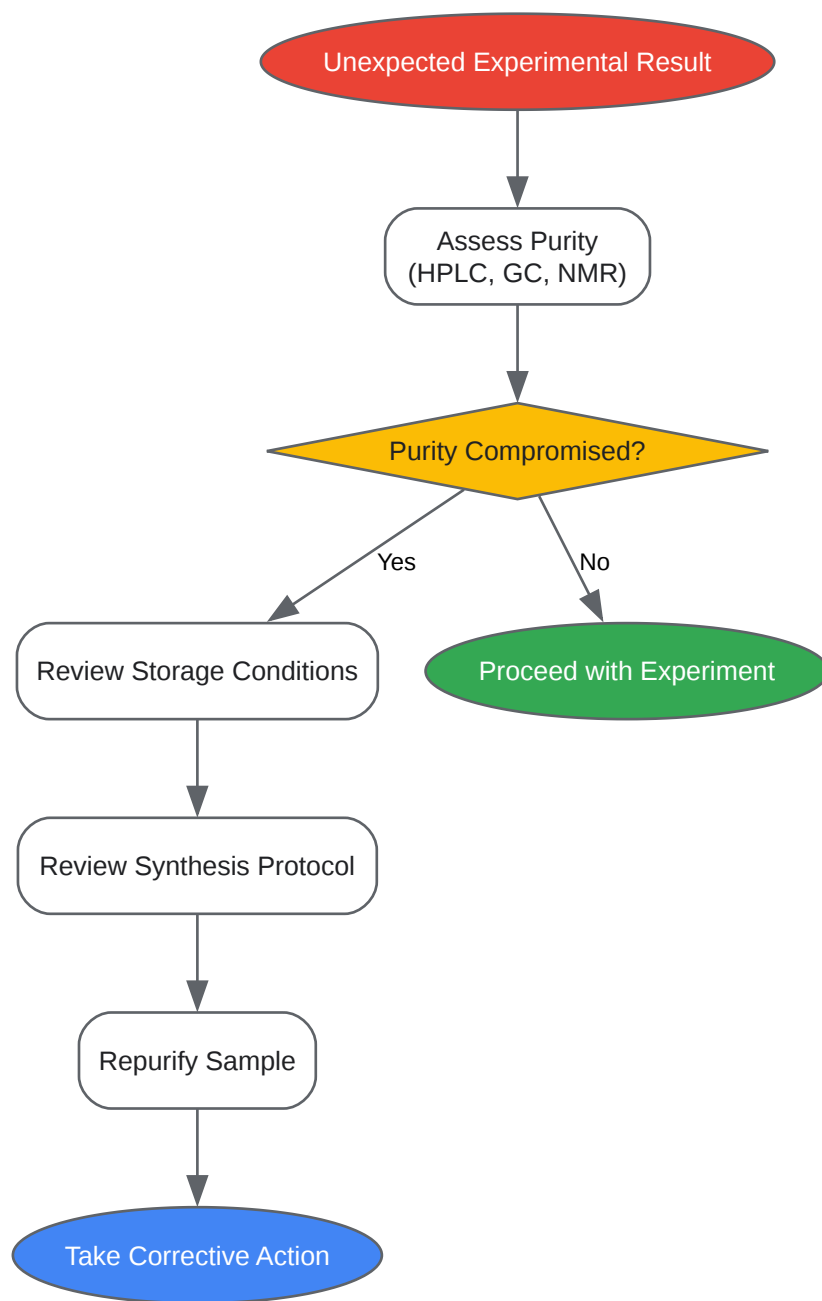 Unexpected Experimental Result
Assess Purity
(HPLC, GC, NMR)
Purity Compromised?
Yes
No
Review Storage Conditions
Proceed with Experiment
Review Synthesis Protocol
Repurify Sample
Take Corrective Action